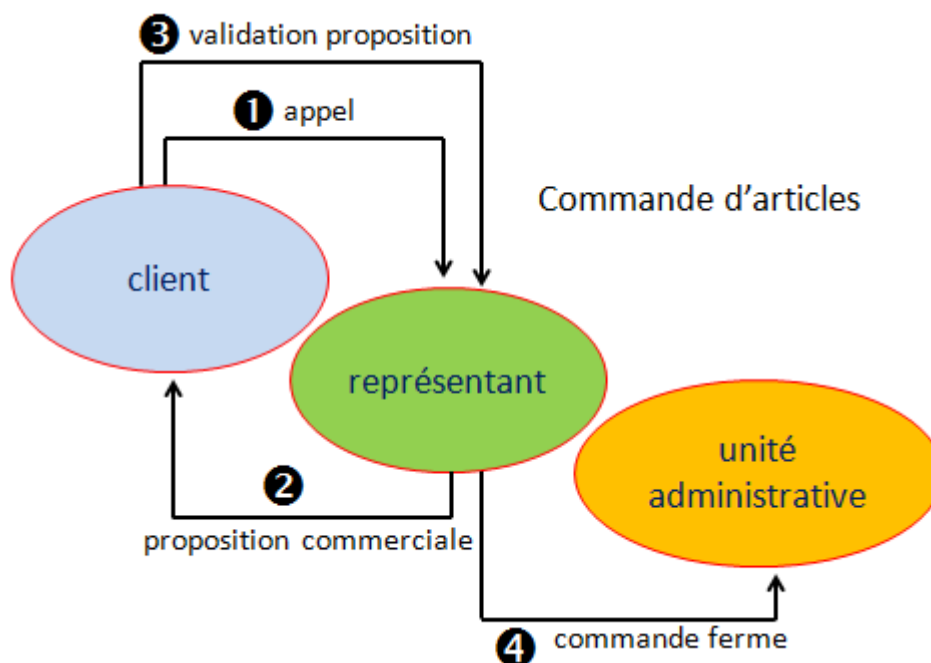 ❸ validation proposition
❶ appel
Commande d'articles
client
représentant
unité
administrative
❷
proposition commerciale
❹ commande ferme